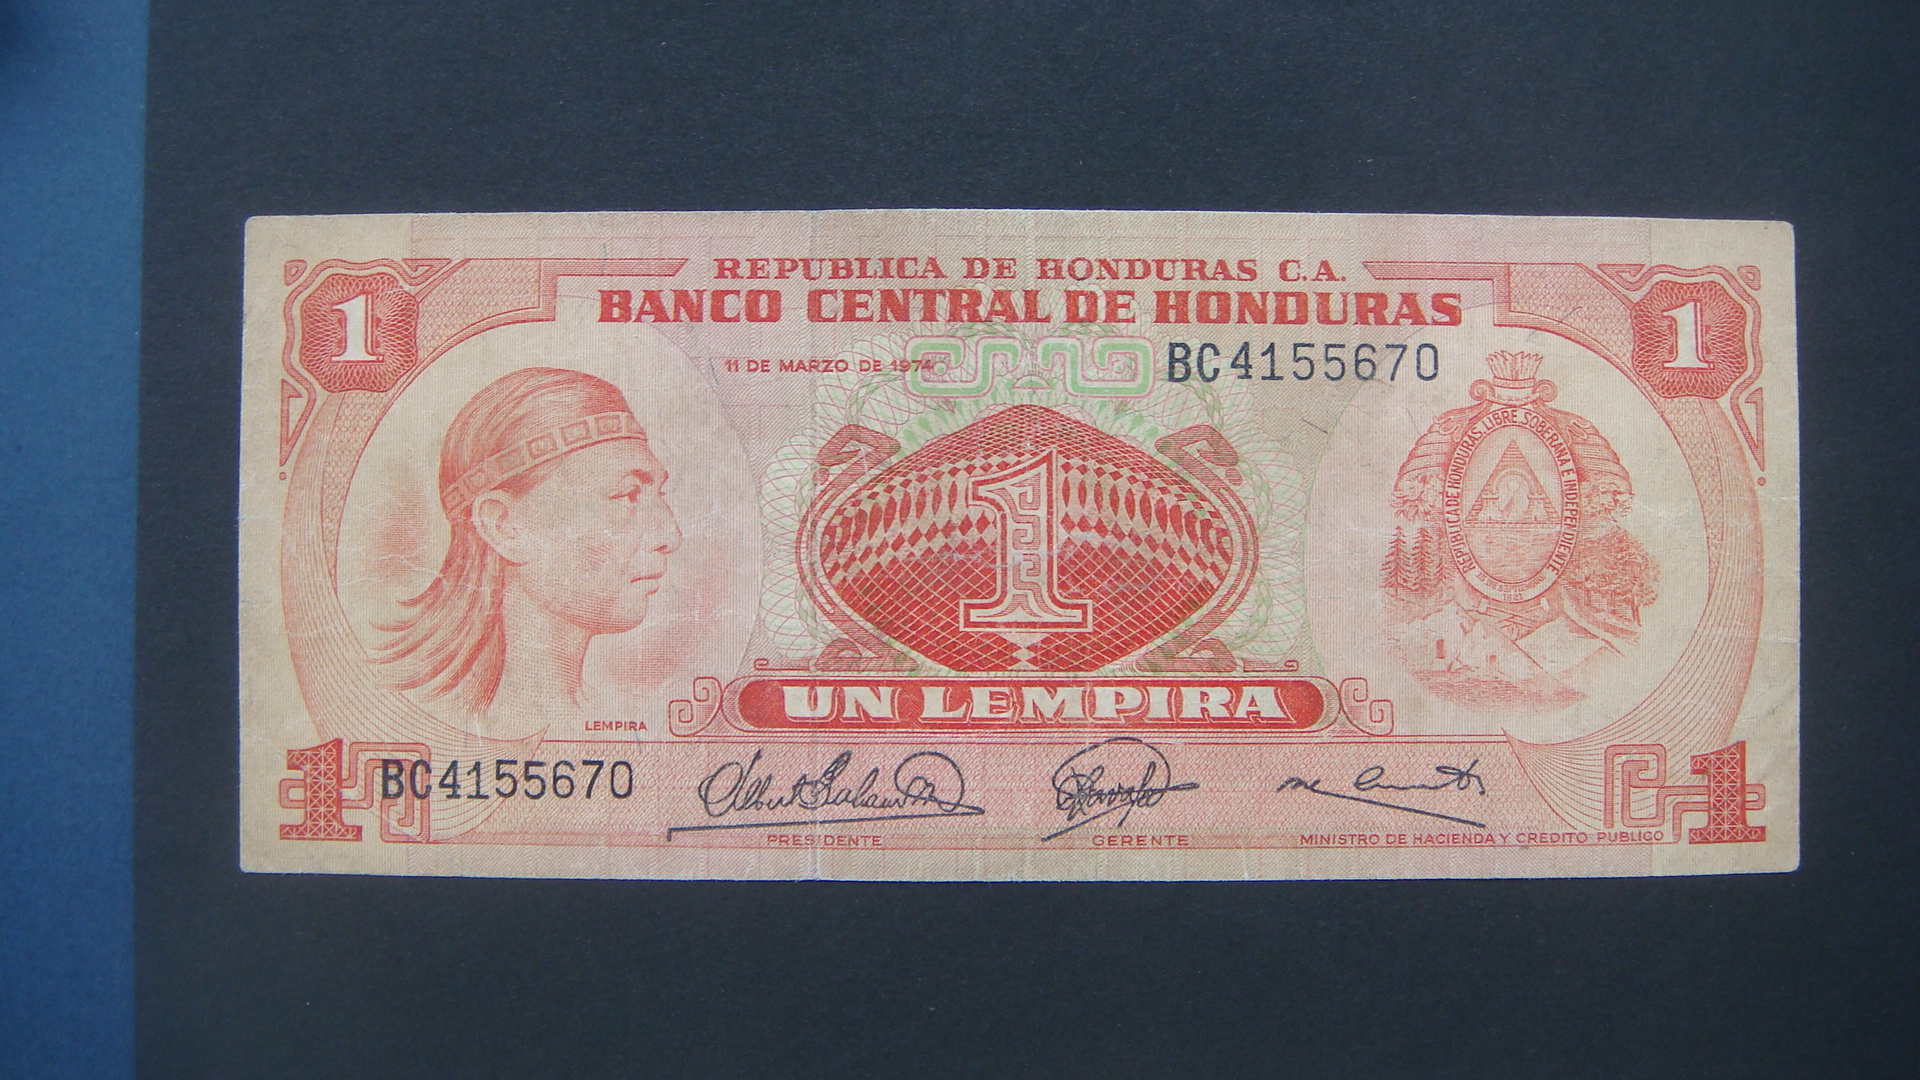 REPUBLICA DE HONDURAS C.A.
BANCO CENTRAL DE HONDURAS
1
1
11 DE MARZO DE 1974
BC4155670
REPUBLICA DE HONDURAS, LIBRE, SOBERANA E INDEPENDIENTE
1821
1
UN LEMPIRA
LEMPIRA
1
BC4155670
1
PRESIDENTE
GERENTE
MINISTRO DE HACIENDA Y CREDITO PUBLICO